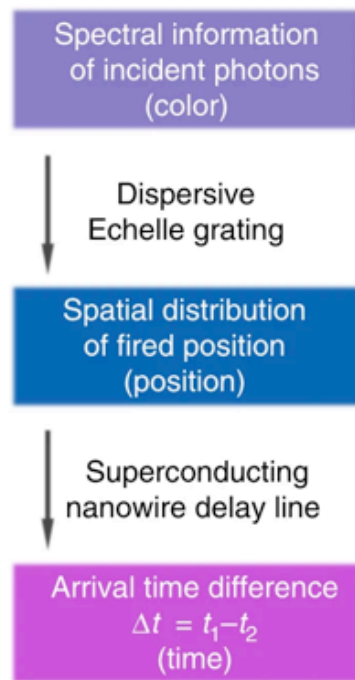 Spectral information
of incident photons
(color)
Dispersive
Echelle grating
Spatial distribution
of fired position
(position)
Superconducting
nanowire delay line
Arrival time difference
Δt = t₁–t₂
(time)